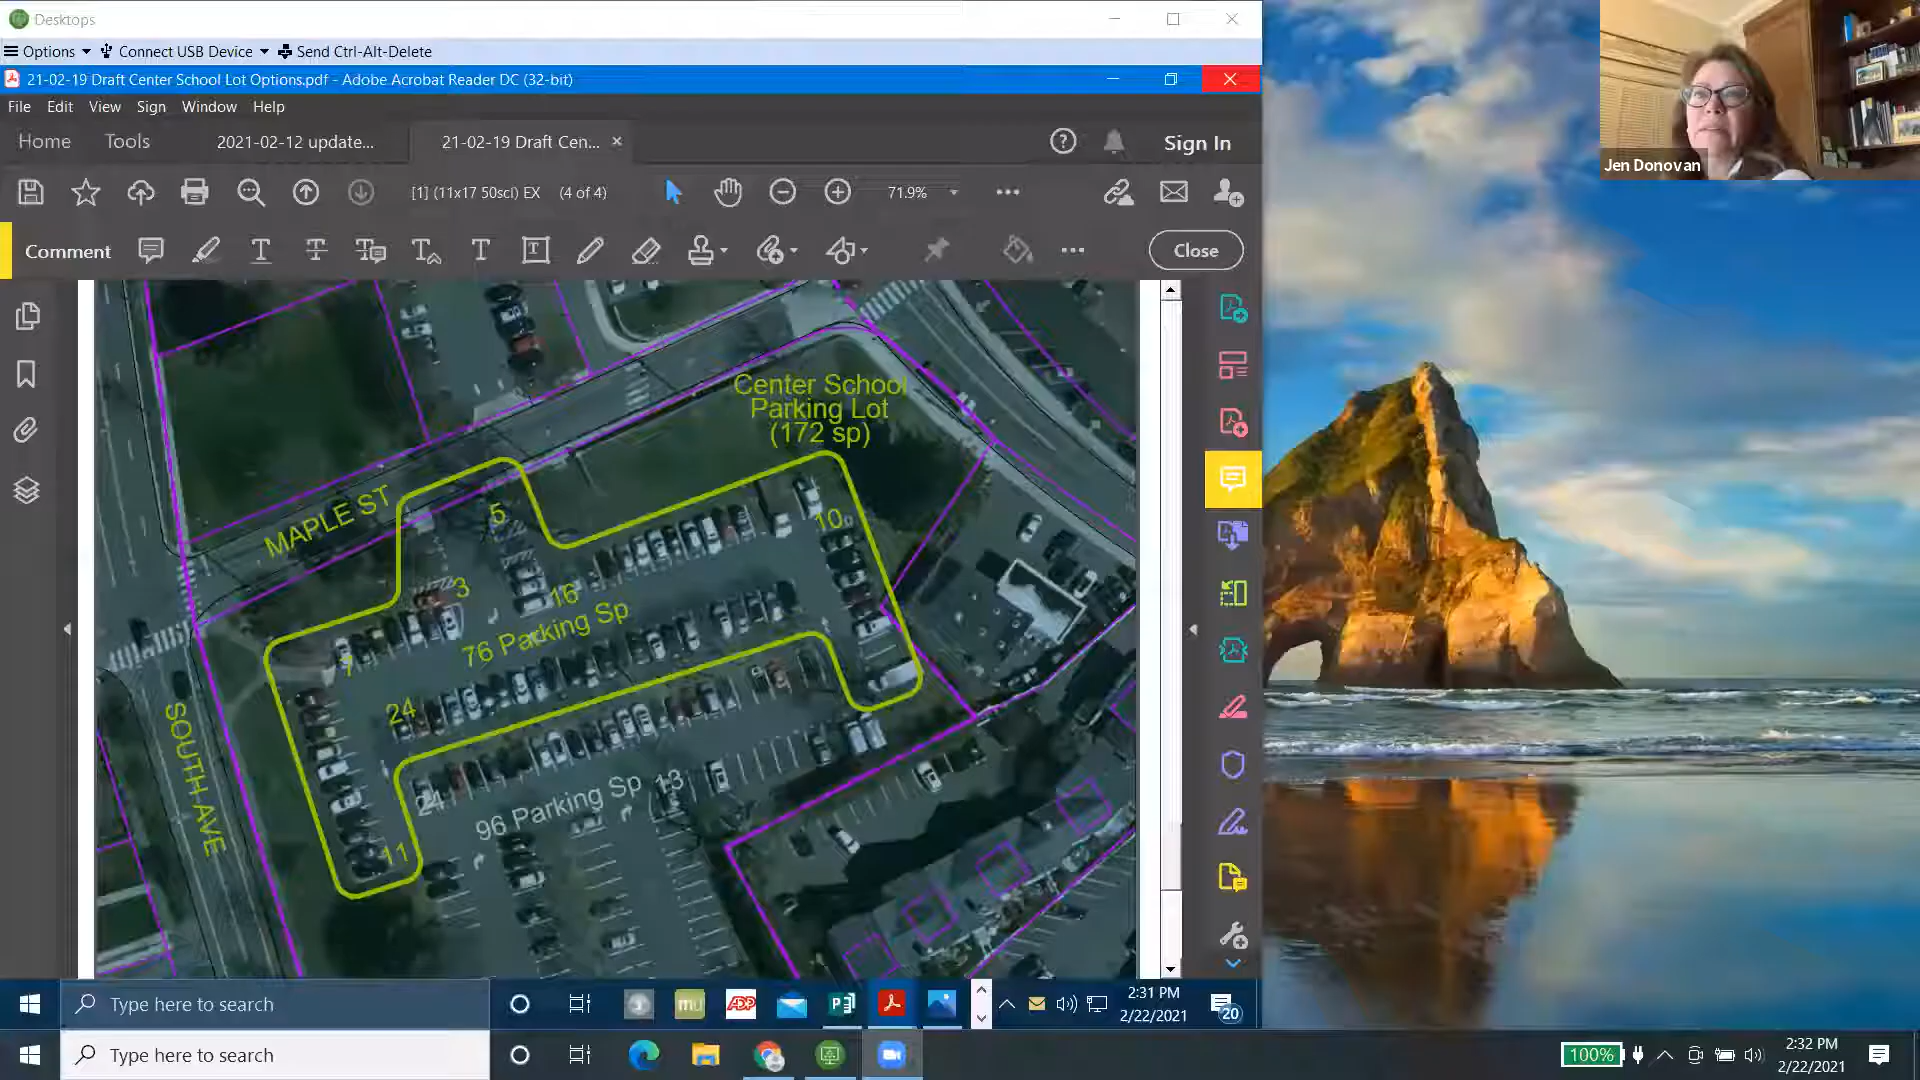 Desktops
Options Connect USB Device Send Ctrl-Alt-Delete
21-02-19 Draft Center School Lot Options.pdf - Adobe Acrobat Reader DC (32-bit)
File Edit View Sign Window Help
Home Tools 2021-02-12 update... 21-02-19 Draft Cen... Sign In
[1] (11x17 50scl) EX (4 of 4) 71.9%
Comment Close
Center School
Parking Lot
(172 sp)
MAPLE ST
5
10
3
16
76 Parking Sp
7
24
SOUTH AVE
24
96 Parking Sp
13
11
Jen Donovan
Type here to search
mu
ADP
2:31 PM
2/22/2021
20
Type here to search
100%
2:32 PM
2/22/2021